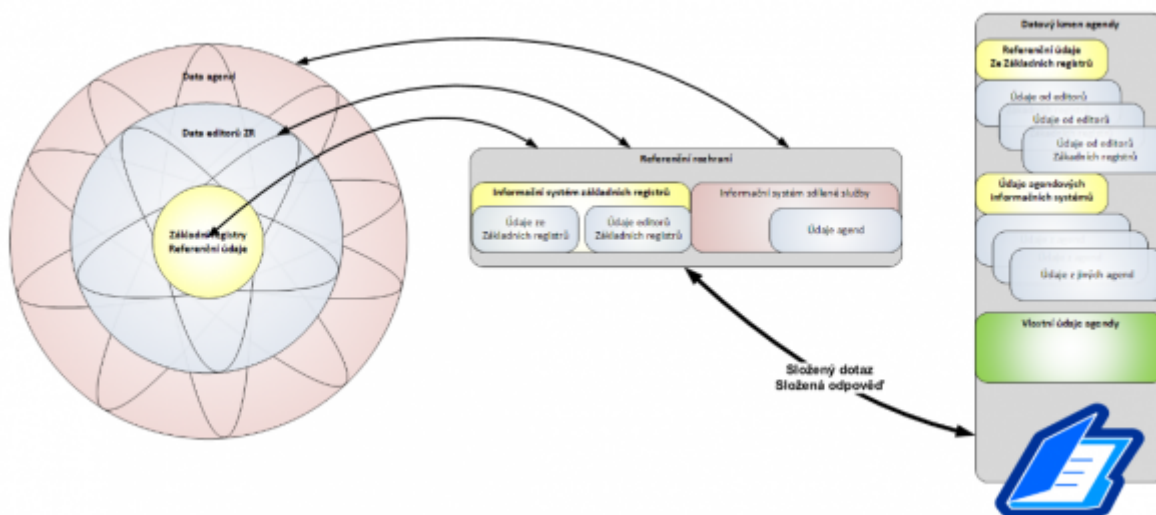 Data agend
Data editorů ZR
Základní registry
Referenční údaje
Referenční rozhraní
Informační systém základních registrů
Údaje ze
Základních registrů
Údaje editorů
Základních registrů
Informační systém sdílené služby
Údaje agend
Složený dotaz
Složená odpověď
Datový kmen agendy
Referenční údaje
Ze Základních registrů
Údaje od editorů
Údaje od editorů
Údaje od editorů
Základních registrů
Údaje agendových
Informačních systémů
Údaje z jiných agend
Vlastní údaje agendy